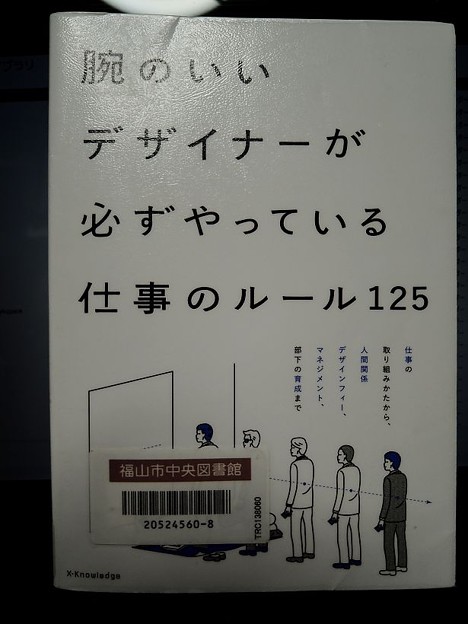 腕のいい
デザイナーが
必ずやっている
仕事のルール125
仕事の
取り組みかたから、
人間関係
デザインフィー、
マネジメント、
部下の育成まで
福山市中央図書館
20524560-8
TRC138060
X-Knowledge